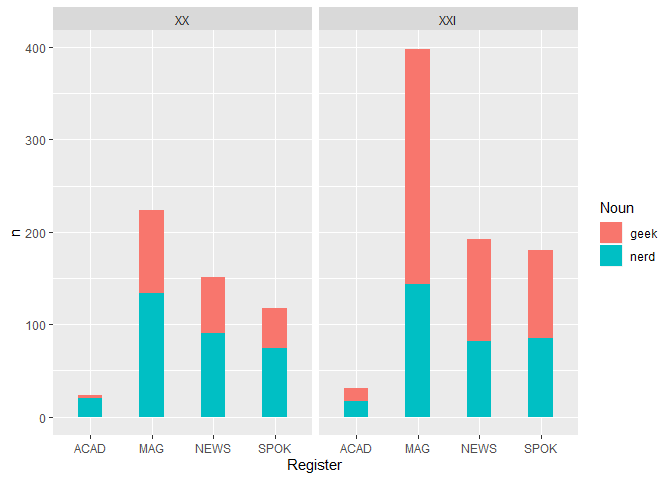 XX
XXI
400
300
200
100
0
n
ACAD MAG NEWS SPOK
ACAD MAG NEWS SPOK
Register
Noun
geek
nerd